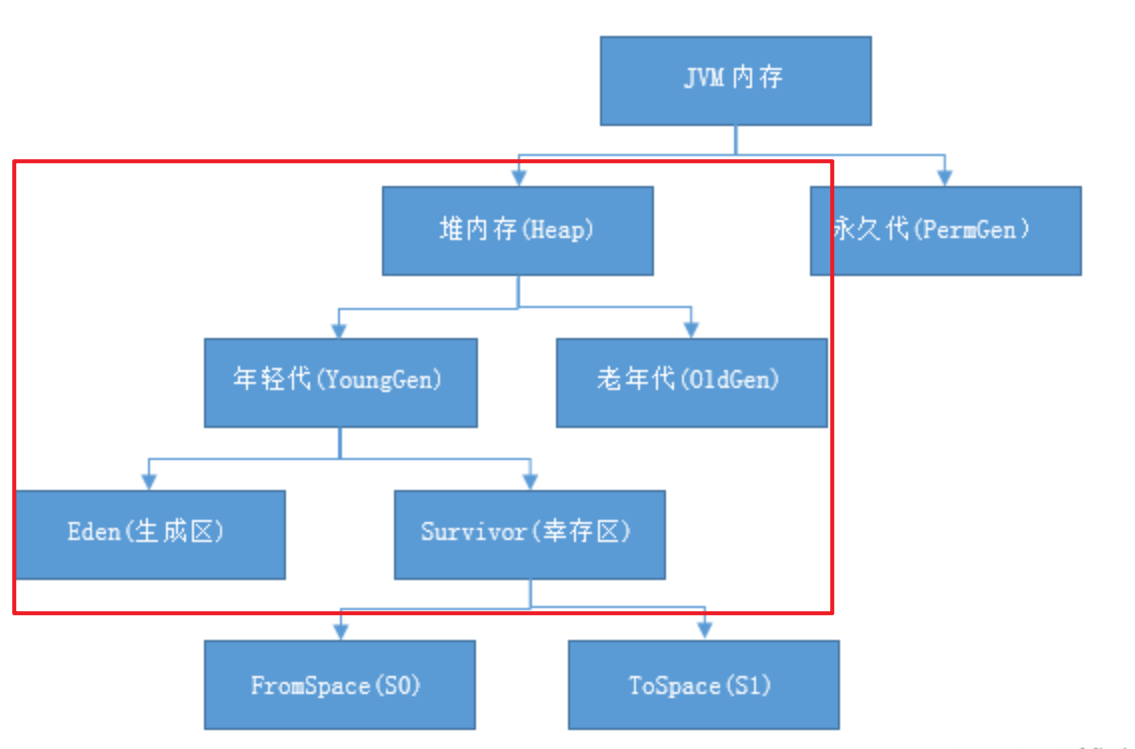 JVM 内存
堆内存(Heap)
永久代(PermGen)
年轻代(YoungGen)
老年代(OldGen)
Eden(生成区)
Survivor(幸存区)
FromSpace(S0)
ToSpace(S1)